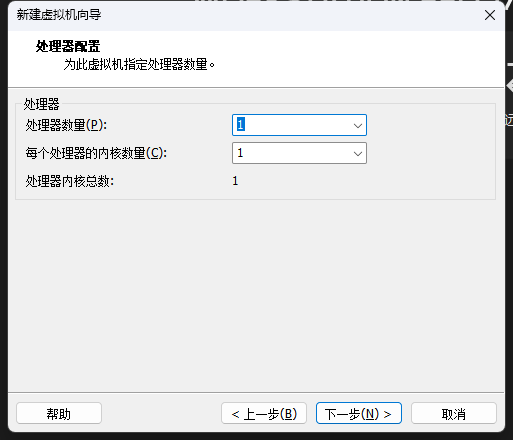 新建虚拟机向导
处理器配置
为此虚拟机指定处理器数量。
处理器
处理器数量(P): 1
每个处理器的内核数量(C): 1
处理器内核总数: 1
帮助 < 上一步(B) 下一步(N) > 取消